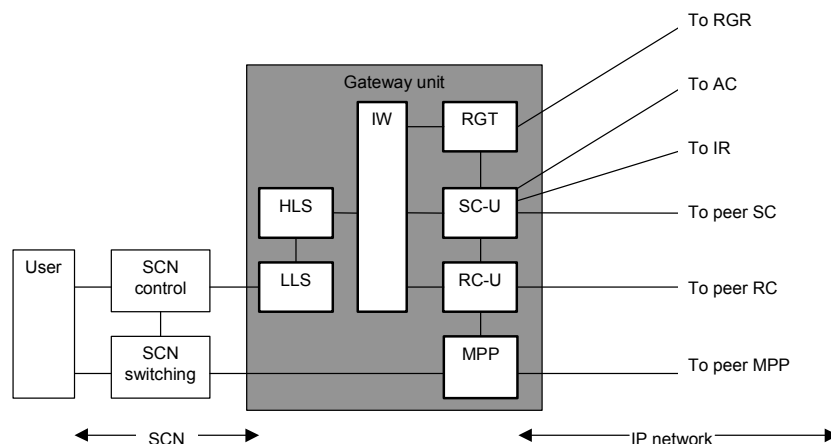 To RGR
Gateway unit
To AC
IW
RGT
To IR
HLS
SC-U
To peer SC
User
SCN
control
LLS
RC-U
To peer RC
SCN
switching
MPP
To peer MPP
SCN
IP network